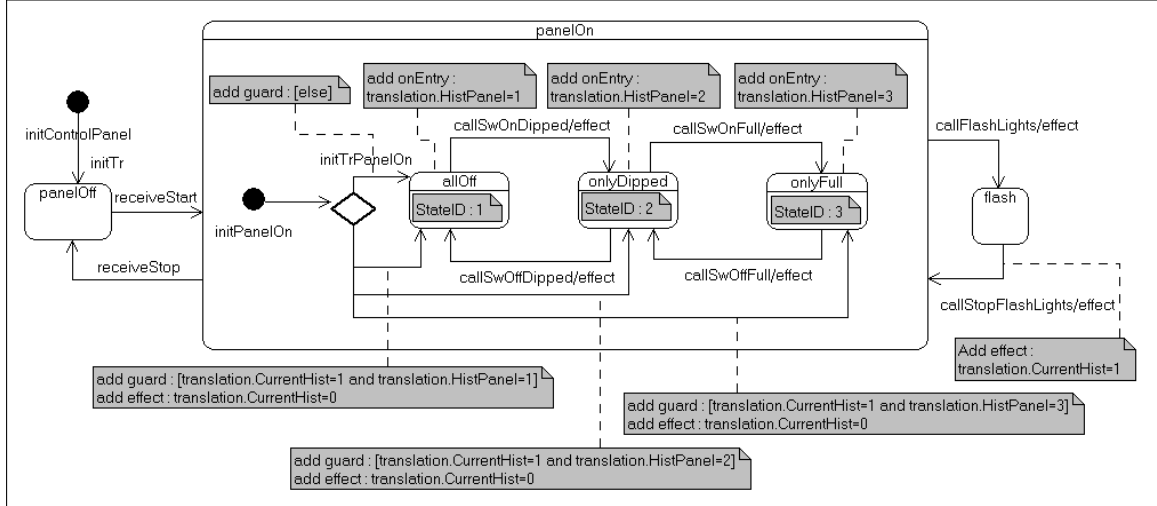 panelOn
add guard : [else]
add onEntry :
translation.HistPanel=1
add onEntry :
translation.HistPanel=2
add onEntry :
translation.HistPanel=3
initControlPanel
initTr
callSwOnDipped/effect
callSwOnFull/effect
callFlashLights/effect
initTrPanelOn
panelOff
receiveStart
allOff
StateID : 1
onlyDipped
StateID : 2
onlyFull
StateID : 3
flash
initPanelOn
receiveStop
callSwOffDipped/effect
callSwOffFull/effect
callStopFlashLights/effect
Add effect :
translation.CurrentHist=1
add guard : [translation.CurrentHist=1 and translation.HistPanel=1]
add effect : translation.CurrentHist=0
add guard : [translation.CurrentHist=1 and translation.HistPanel=3]
add effect : translation.CurrentHist=0
add guard : [translation.CurrentHist=1 and translation.HistPanel=2]
add effect : translation.CurrentHist=0